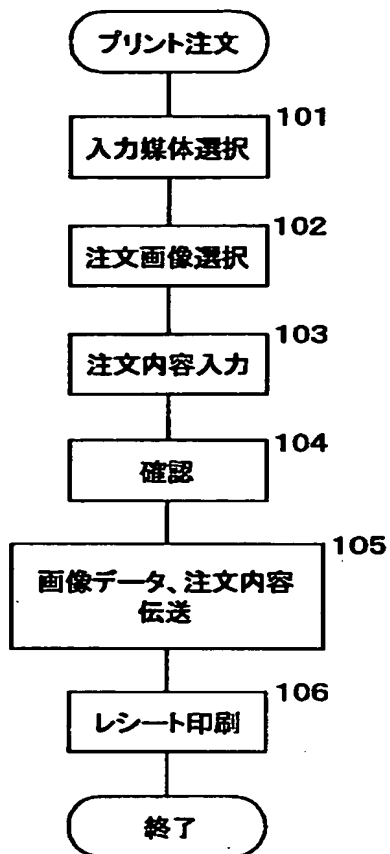 プリント注文
101
入力媒体選択
102
注文画像選択
103
注文内容入力
104
確認
105
画像データ、注文内容
伝送
106
レシート印刷
終了